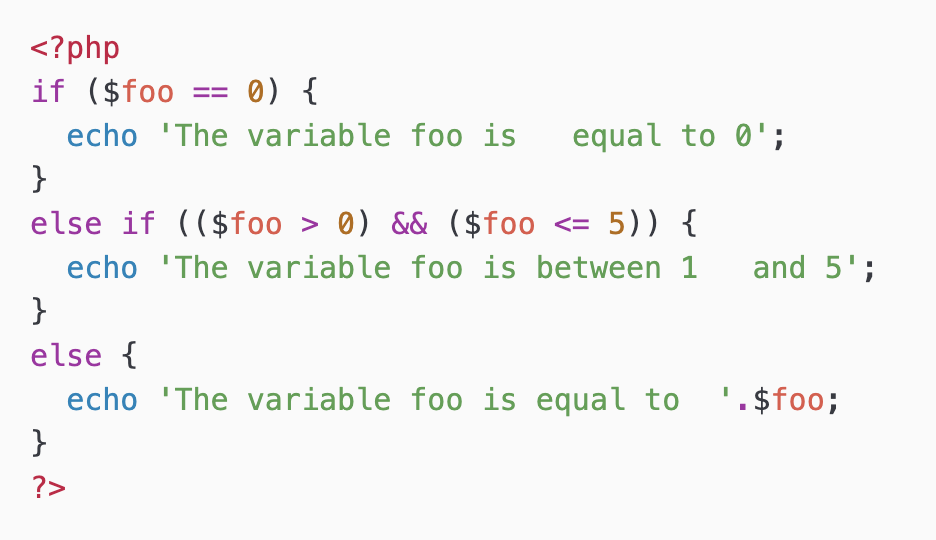 <?php
if ($foo == 0) {
  echo 'The variable foo is   equal to 0';
}
else if (($foo > 0) && ($foo <= 5)) {
  echo 'The variable foo is between 1   and 5';
}
else {
  echo 'The variable foo is equal to  '.$foo;
}
?>